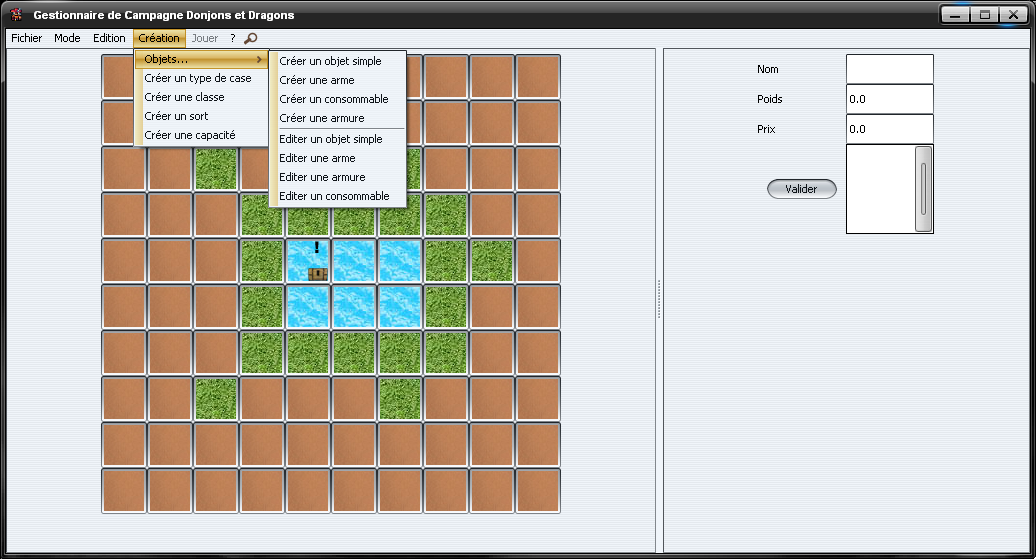 Gestionnaire de Campagne Donjons et Dragons
Fichier Mode Edition Création Jouer ?
Objets...
Créer un type de case
Créer une classe
Créer un sort
Créer une capacité
Créer un objet simple
Créer une arme
Créer un consommable
Créer une armure
Editer un objet simple
Editer une arme
Editer une armure
Editer un consommable
Nom
Poids 0.0
Prix 0.0
Valider
!